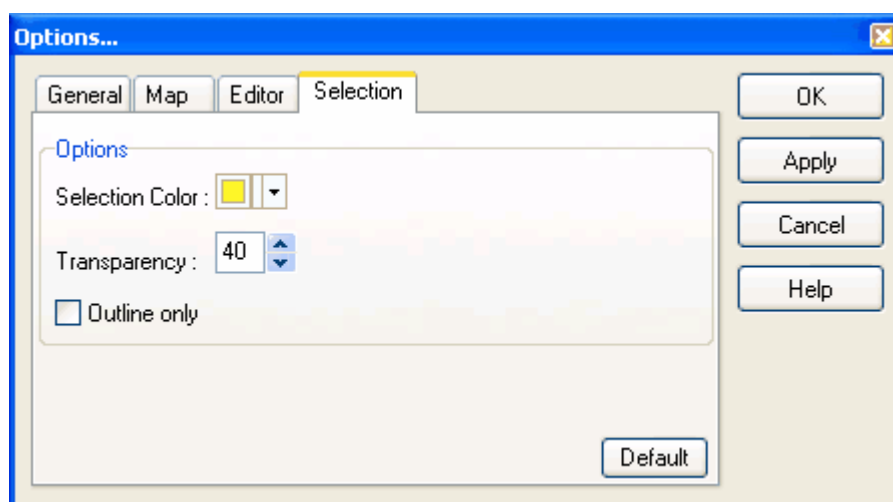 Options...
General Map Editor Selection
Options
Selection Color :
Transparency : 40
Outline only
Default
OK
Apply
Cancel
Help